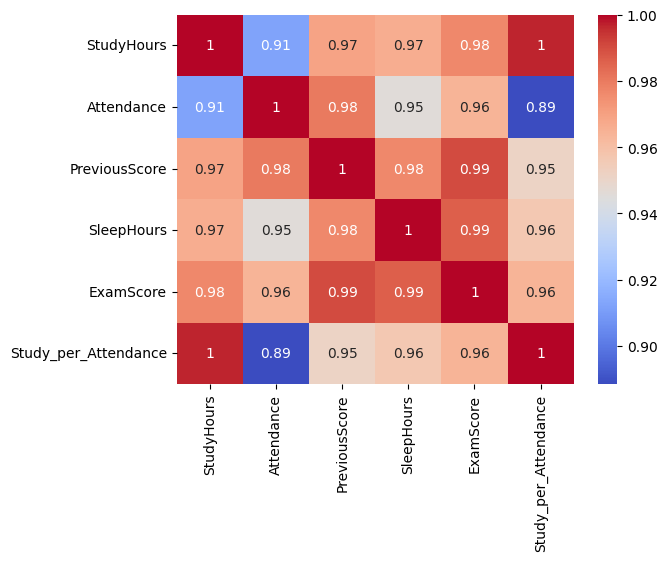 StudyHours 1 0.91 0.97 0.97 0.98 1
Attendance 0.91 1 0.98 0.95 0.96 0.89
PreviousScore 0.97 0.98 1 0.98 0.99 0.95
SleepHours 0.97 0.95 0.98 1 0.99 0.96
ExamScore 0.98 0.96 0.99 0.99 1 0.96
Study_per_Attendance 1 0.89 0.95 0.96 0.96 1
StudyHours
Attendance
PreviousScore
SleepHours
ExamScore
Study_per_Attendance
1.00
0.98
0.96
0.94
0.92
0.90